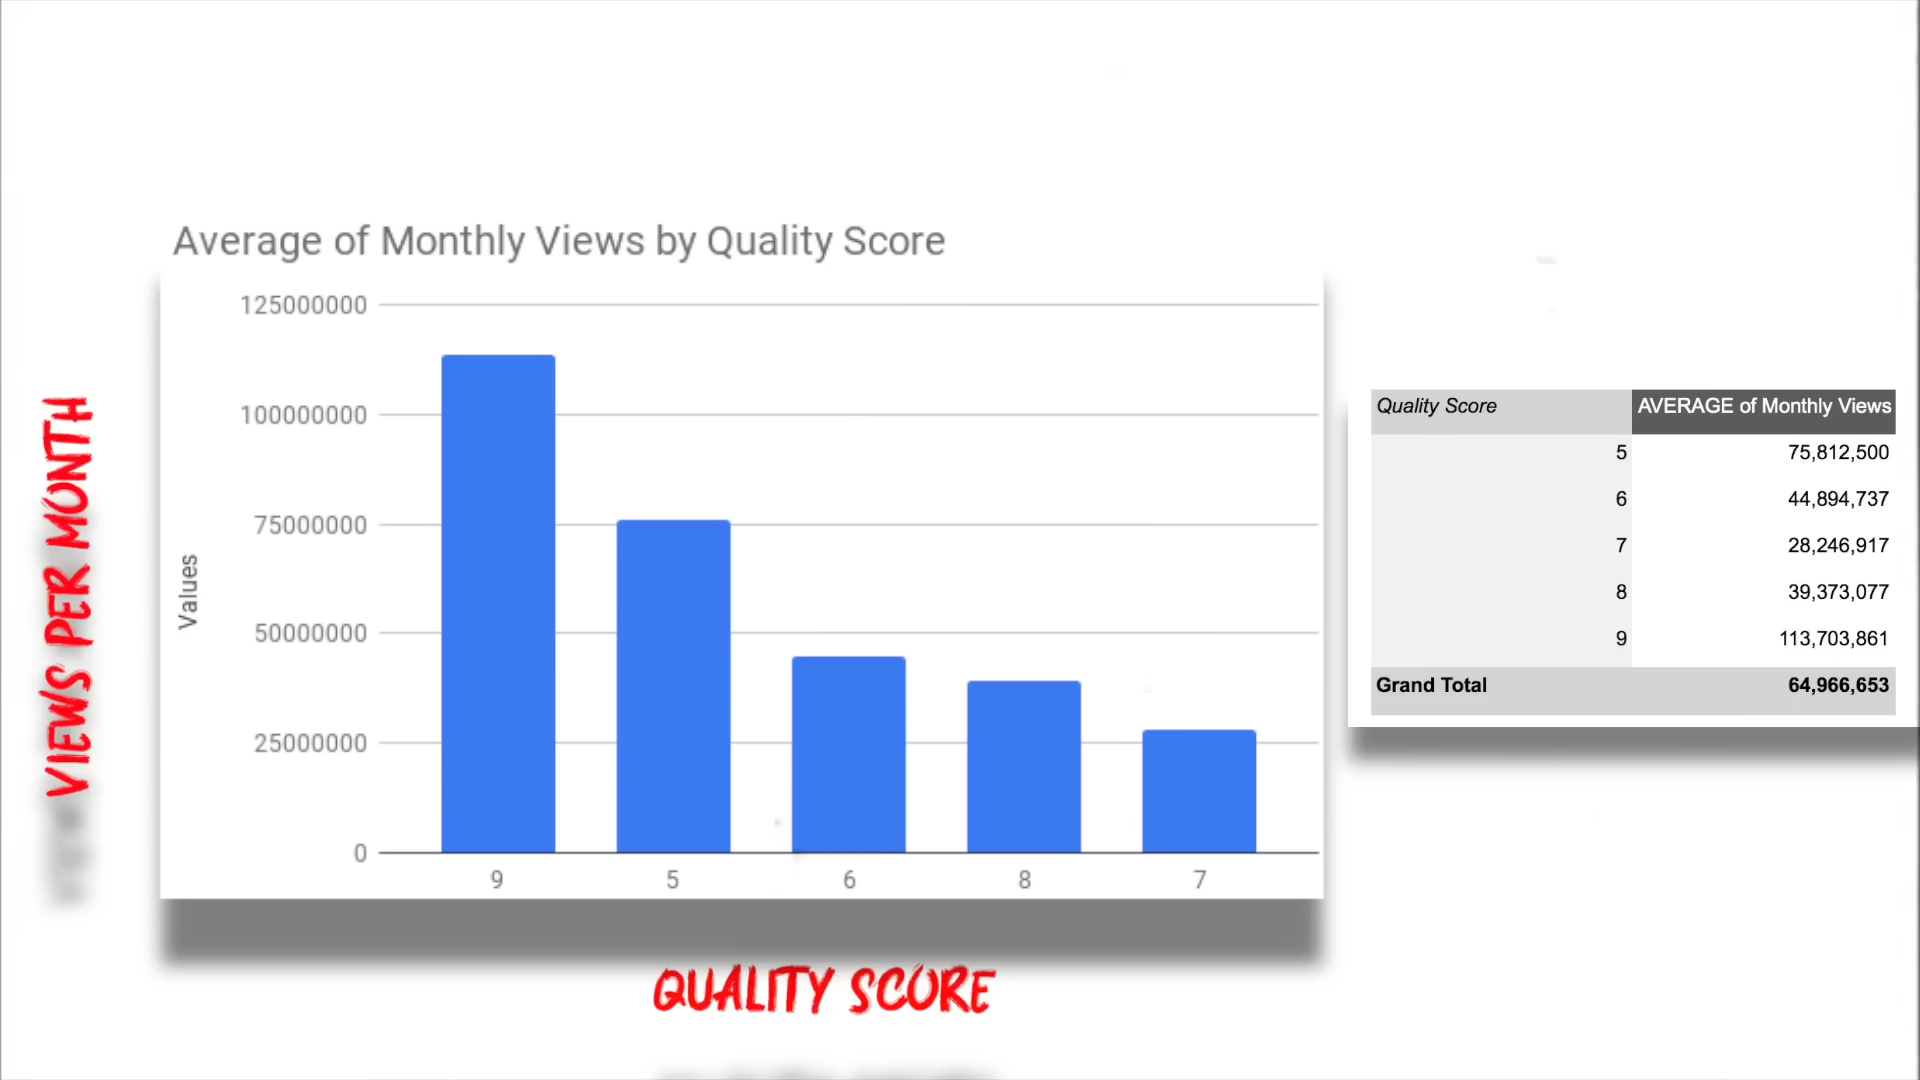 Average of Monthly Views by Quality Score
125000000
100000000
75000000
50000000
25000000
0
Values
VIEWS PER MONTH
9 5 6 8 7
QUALITY SCORE
Quality Score AVERAGE of Monthly Views
5 75,812,500
6 44,894,737
7 28,246,917
8 39,373,077
9 113,703,861
Grand Total 64,966,653